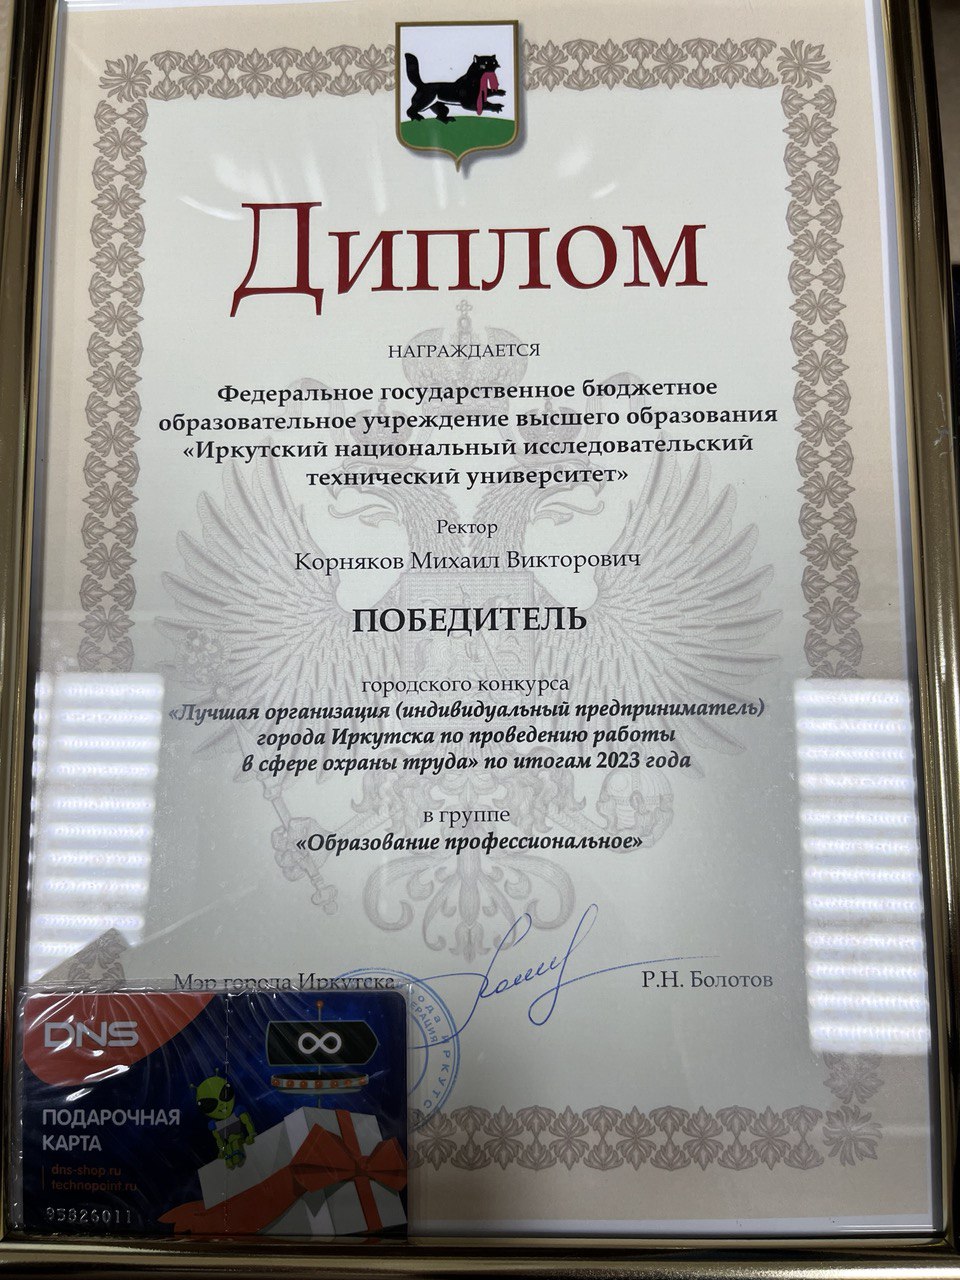 Диплом
НАГРАЖДАЕТСЯ
Федеральное государственное бюджетное
образовательное учреждение высшего образования
«Иркутский национальный исследовательский
технический университет»
Ректор
Корняков Михаил Викторович
ПОБЕДИТЕЛЬ
городского конкурса
«Лучшая организация (индивидуальный предприниматель)
города Иркутска по проведению работы
в сфере охраны труда» по итогам 2023 года
в группе
«Образование профессиональное»
Мэр города Иркутска
Р.Н. Болотов
DNS
ПОДАРОЧНАЯ
КАРТА
dns-shop.ru
technopoint.ru
95826011